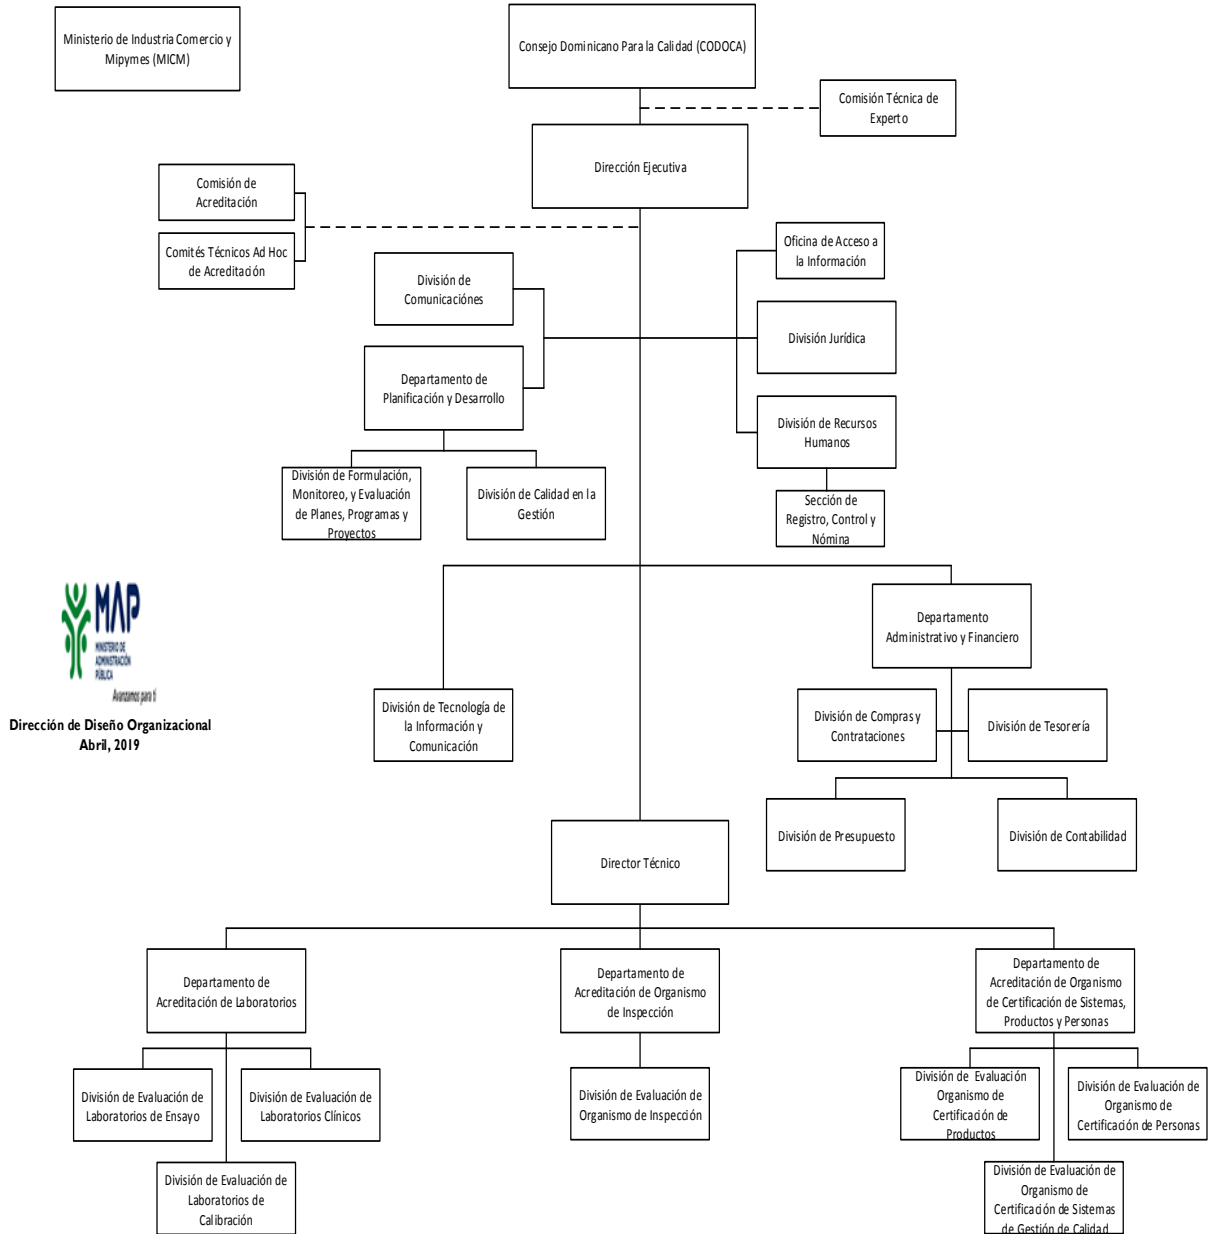 Ministerio de Industria Comercio y
Mipymes (MICM)
Consejo Dominicano Para la Calidad (CODOCA)
Comisión Técnica de
Experto
Dirección Ejecutiva
Comisión de
Acreditación
Comités Técnicos Ad Hoc
de Acreditación
Oficina de Acceso a
la Información
División de
Comunicaciónes
División Jurídica
Departamento de
Planificación y Desarrollo
División de Recursos
Humanos
División de Formulación,
Monitoreo, y Evaluación
de Planes, Programas y
Proyectos
División de Calidad en la
Gestión
Sección de
Registro, Control y
Nómina
MAP
MINISTERIO DE
ADMINISTRACIÓN
PÚBLICA
Avanzamos para ti
Dirección de Diseño Organizacional
Abril, 2019
Departamento
Administrativo y Financiero
División de Tecnología de
la Información y
Comunicación
División de Compras y
Contrataciones
División de Tesorería
División de Presupuesto
División de Contabilidad
Director Técnico
Departamento de
Acreditación de Laboratorios
Departamento de
Acreditación de Organismo
de Inspección
Departamento de
Acreditación de Organismo
de Certificación de Sistemas,
Productos y Personas
División de Evaluación de
Laboratorios de Ensayo
División de Evaluación de
Laboratorios Clínicos
División de Evaluación de
Organismo de Inspección
División de Evaluación
Organismo de
Certificación de
Productos
División de Evaluación de
Organismo de
Certificación de Personas
División de Evaluación de
Laboratorios de
Calibración
División de Evaluación de
Organismo de
Certificación de Sistemas
de Gestión de Calidad